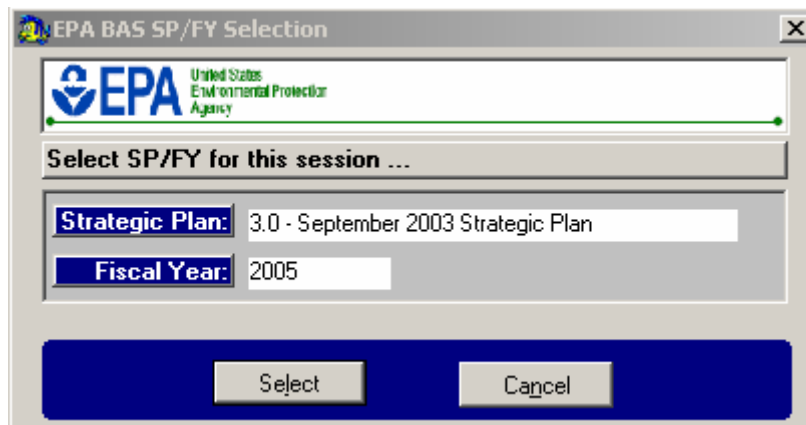 EPA BAS SP/FY Selection
EPA
United States
Environmental Protection
Agency
Select SP/FY for this session ...
Strategic Plan: 3.0 - September 2003 Strategic Plan
Fiscal Year: 2005
Select Cancel